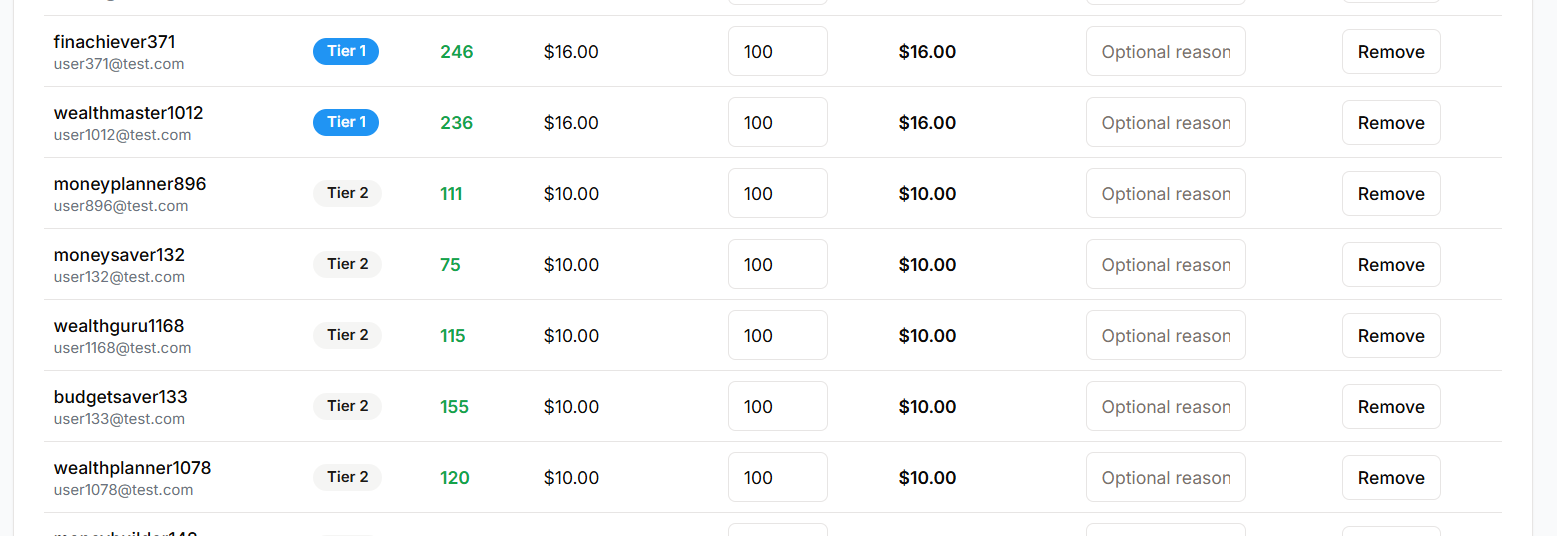 finachiever371
user371@test.com
Tier 1
246
$16.00
100
$16.00
Optional reason
Remove
wealthmaster1012
user1012@test.com
Tier 1
236
$16.00
100
$16.00
Optional reason
Remove
moneyplanner896
user896@test.com
Tier 2
111
$10.00
100
$10.00
Optional reason
Remove
moneysaver132
user132@test.com
Tier 2
75
$10.00
100
$10.00
Optional reason
Remove
wealthguru1168
user1168@test.com
Tier 2
115
$10.00
100
$10.00
Optional reason
Remove
budgetsaver133
user133@test.com
Tier 2
155
$10.00
100
$10.00
Optional reason
Remove
wealthplanner1078
user1078@test.com
Tier 2
120
$10.00
100
$10.00
Optional reason
Remove